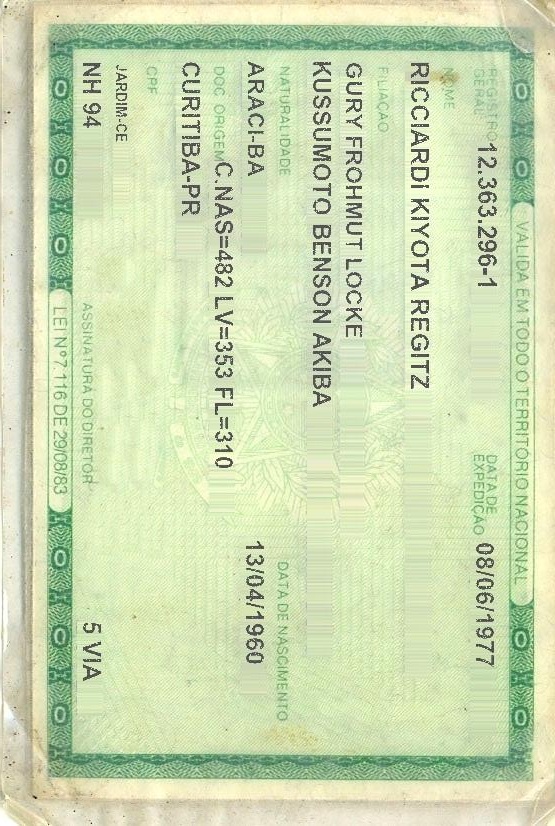 VALIDA EM TODO O TERRITÓRIO NACIONAL
REGISTRO GERAL 12.363.296-1 DATA DE EXPEDIÇÃO 08/06/1977
NOME
RICCIARDI KIYOTA REGITZ
FILIAÇÃO
GURY FROHMUT LOCKE
KUSSUMOTO BENSON AKIBA
NATURALIDADE DATA DE NASCIMENTO
ARACI-BA 13/04/1960
DOC ORIGEM C.NAS=482 LV=353 FL=310
CURITIBA-PR
CPF
JARDIM-CE
NH 94 5 VIA
ASSINATURA DO DIRETOR
LEI Nº 7.116 DE 29/08/83